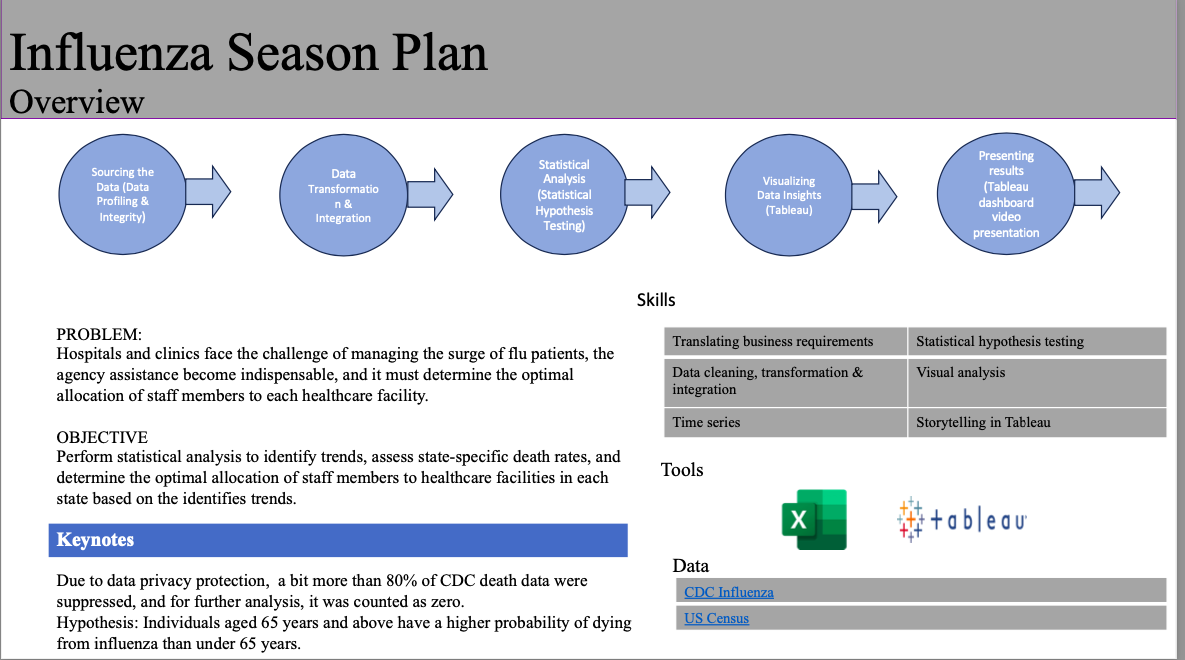 Influenza Season Plan
Overview
Sourcing the
Data (Data
Profiling &
Integrity)
Data
Transformatio
n &
Integration
Statistical
Analysis
(Statistical
Hypothesis
Testing)
Visualizing
Data Insights
(Tableau)
Presenting
results
(Tableau
dashboard
video
presentation
PROBLEM:
Hospitals and clinics face the challenge of managing the surge of flu patients, the
agency assistance become indispensable, and it must determine the optimal
allocation of staff members to each healthcare facility.
OBJECTIVE
Perform statistical analysis to identify trends, assess state-specific death rates, and
determine the optimal allocation of staff members to healthcare facilities in each
state based on the identifies trends.
Keynotes
Due to data privacy protection,  a bit more than 80% of CDC death data were
suppressed, and for further analysis, it was counted as zero.
Hypothesis: Individuals aged 65 years and above have a higher probability of dying
from influenza than under 65 years.
Skills
Translating business requirements
Statistical hypothesis testing
Data cleaning, transformation &
integration
Visual analysis
Time series
Storytelling in Tableau
Tools
X
tableau
Data
CDC Influenza
US Census